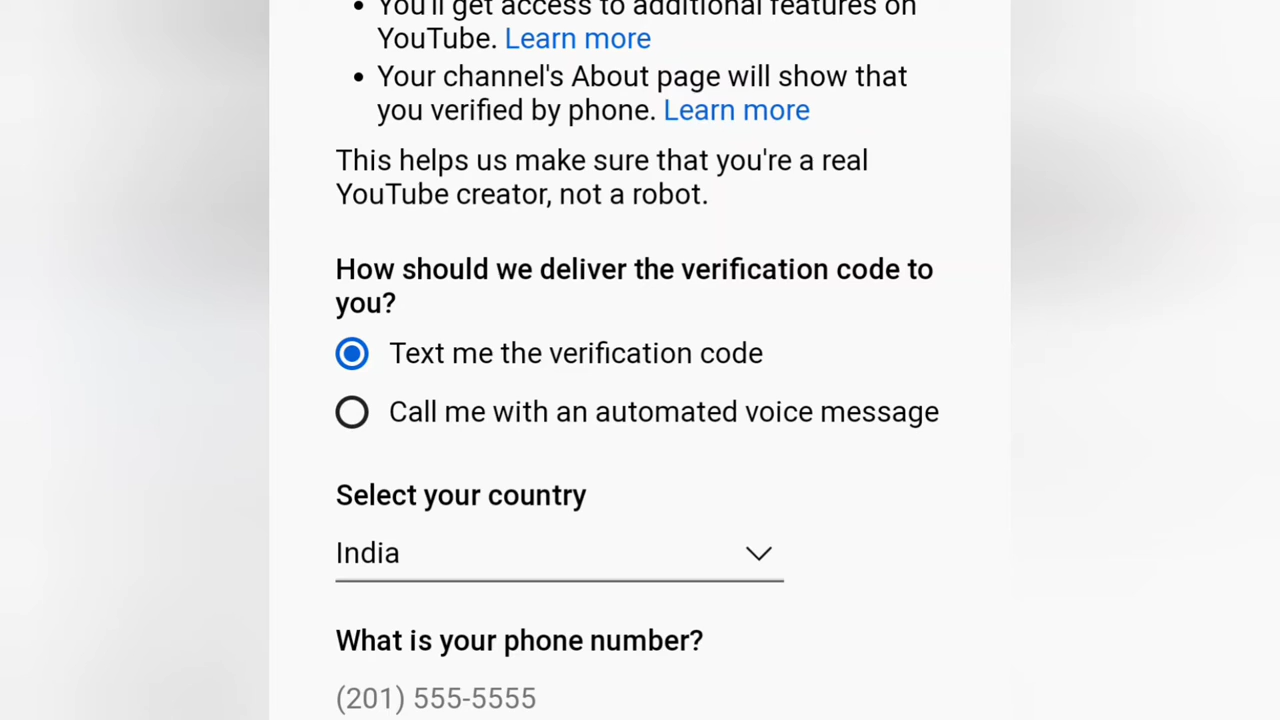 You'll get access to additional features on
YouTube. Learn more
Your channel's About page will show that
you verified by phone. Learn more
This helps us make sure that you're a real
YouTube creator, not a robot.
How should we deliver the verification code to
you?
Text me the verification code
Call me with an automated voice message
Select your country
India
What is your phone number?
(201) 555-5555